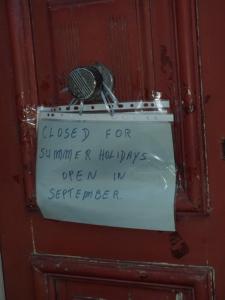 CLOSED FOR
SUMMER HOLIDAYS
OPEN IN
SEPTEMBER